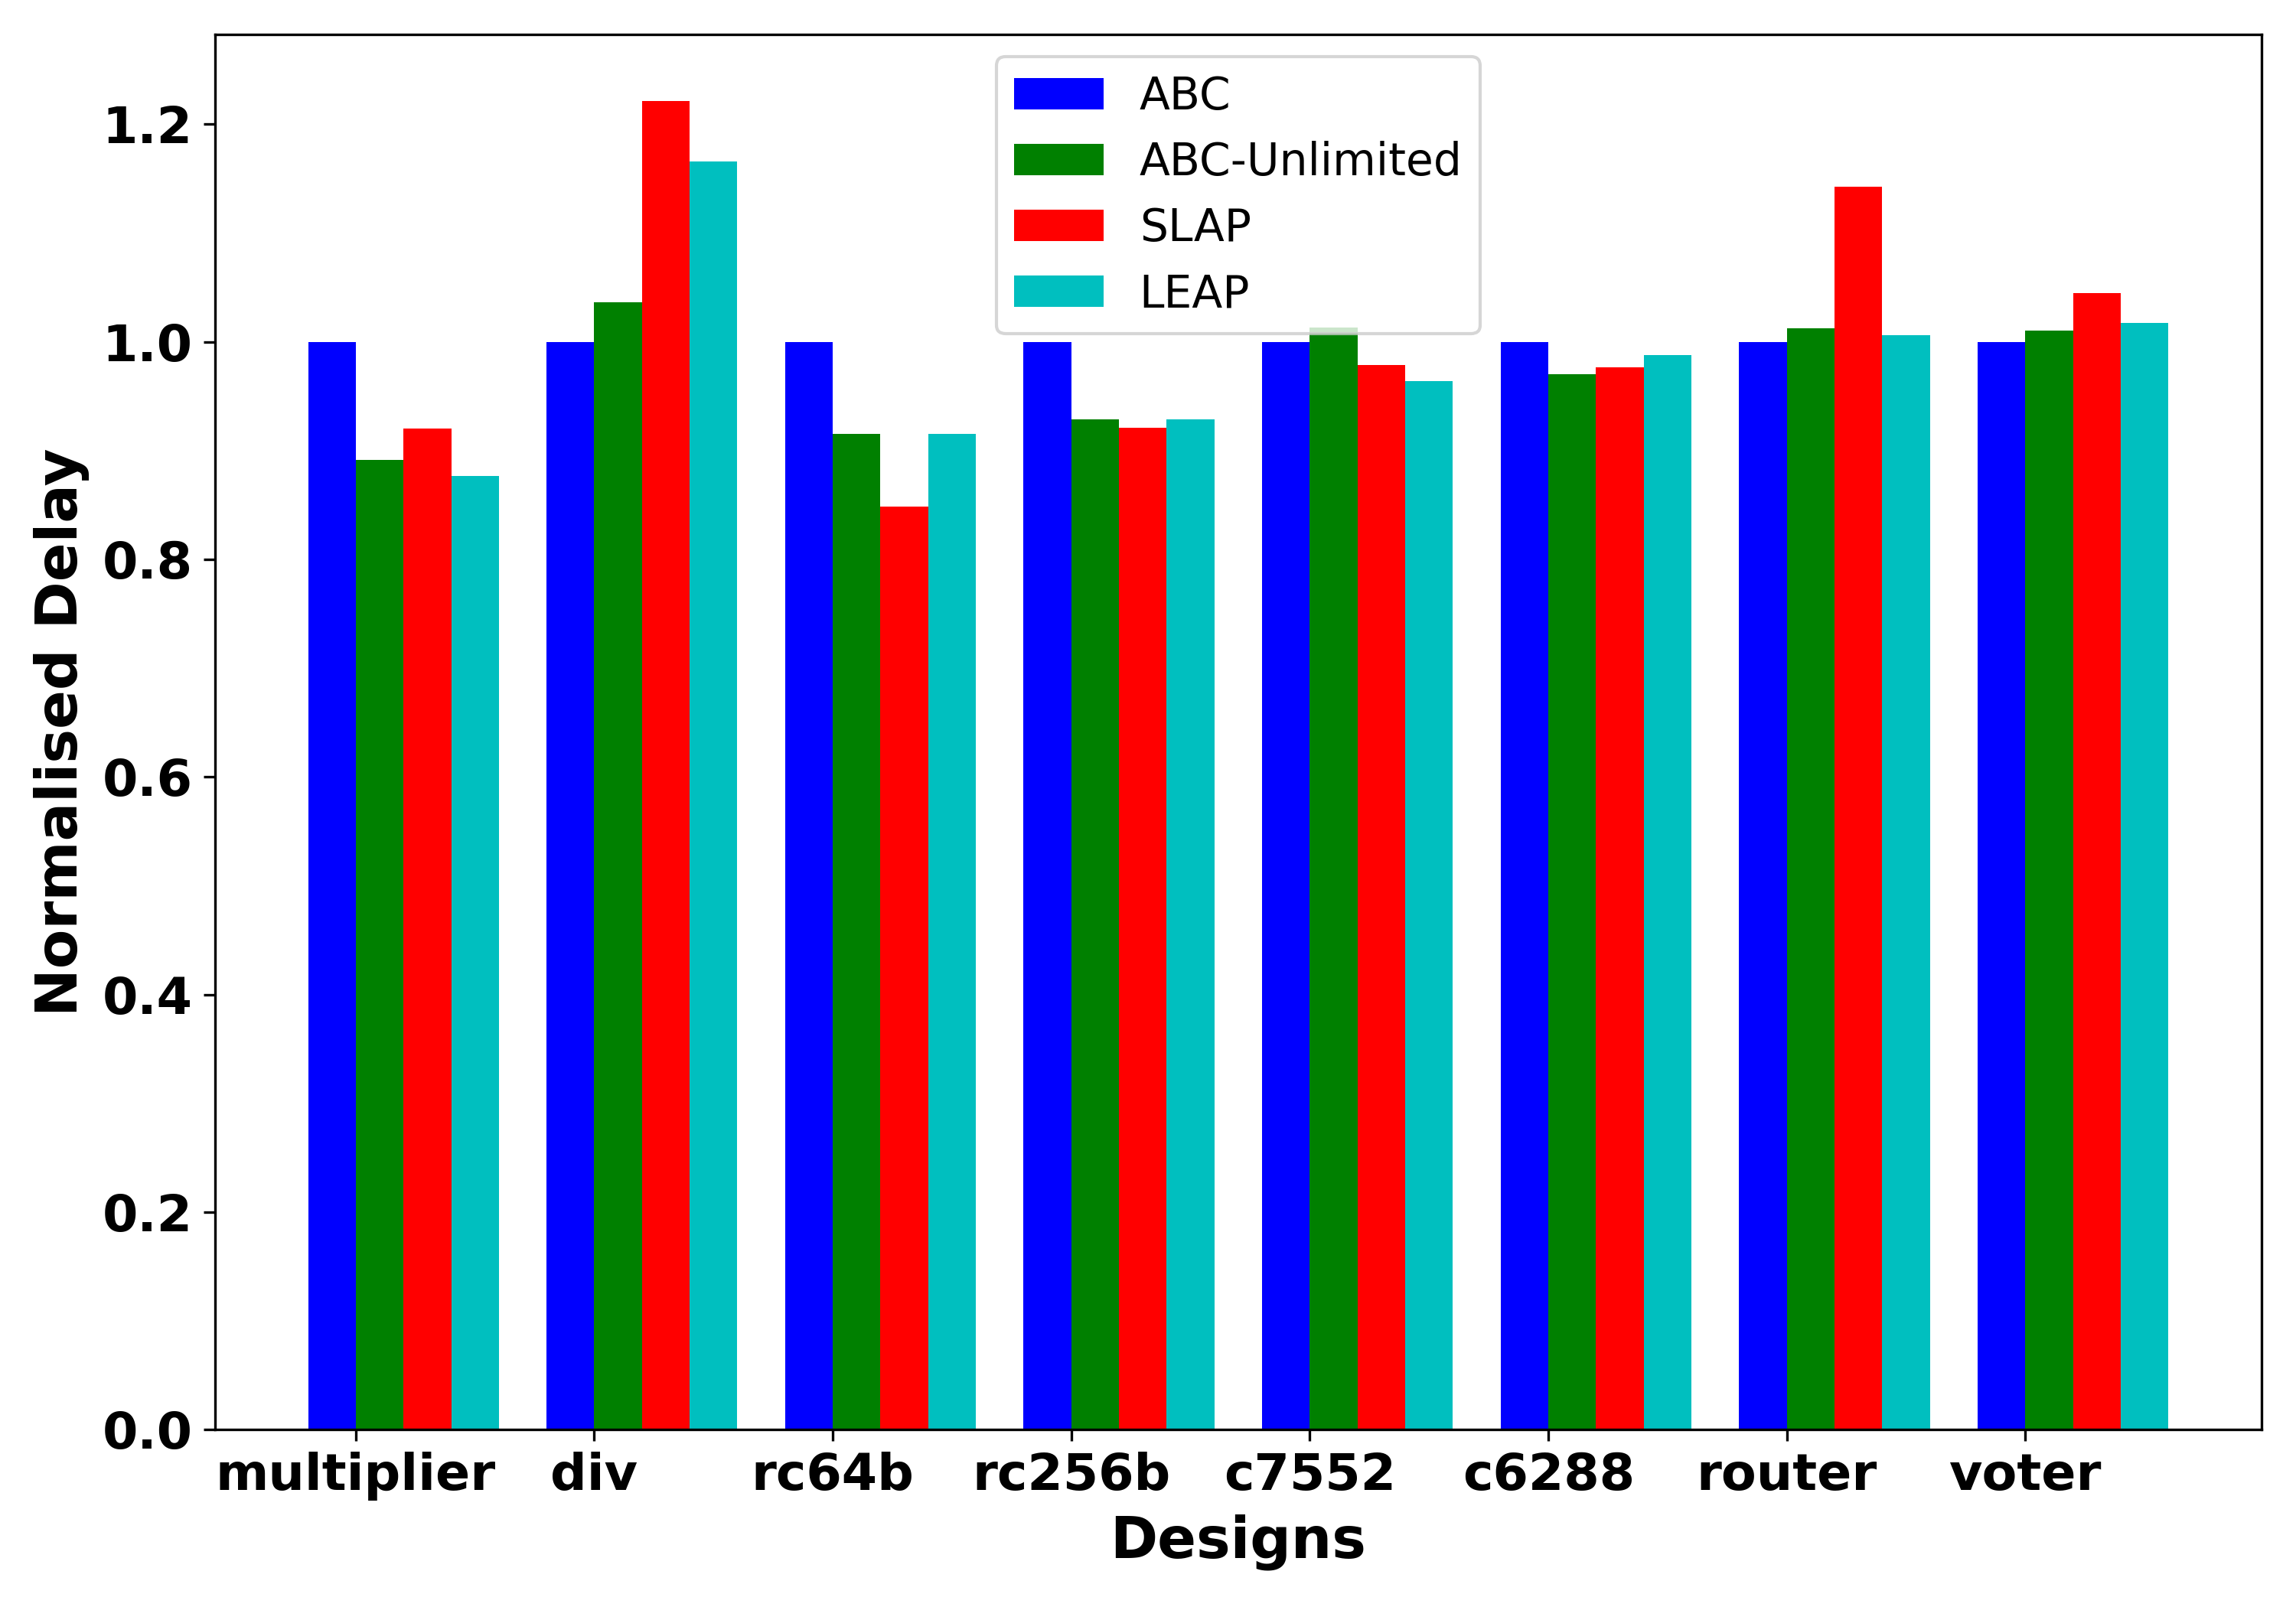 ABC
ABC-Unlimited
SLAP
LEAP
Normalised Delay
1.2
1.0
0.8
0.6
0.4
0.2
0.0
multiplier div rc64b rc256b c7552 c6288 router voter
Designs